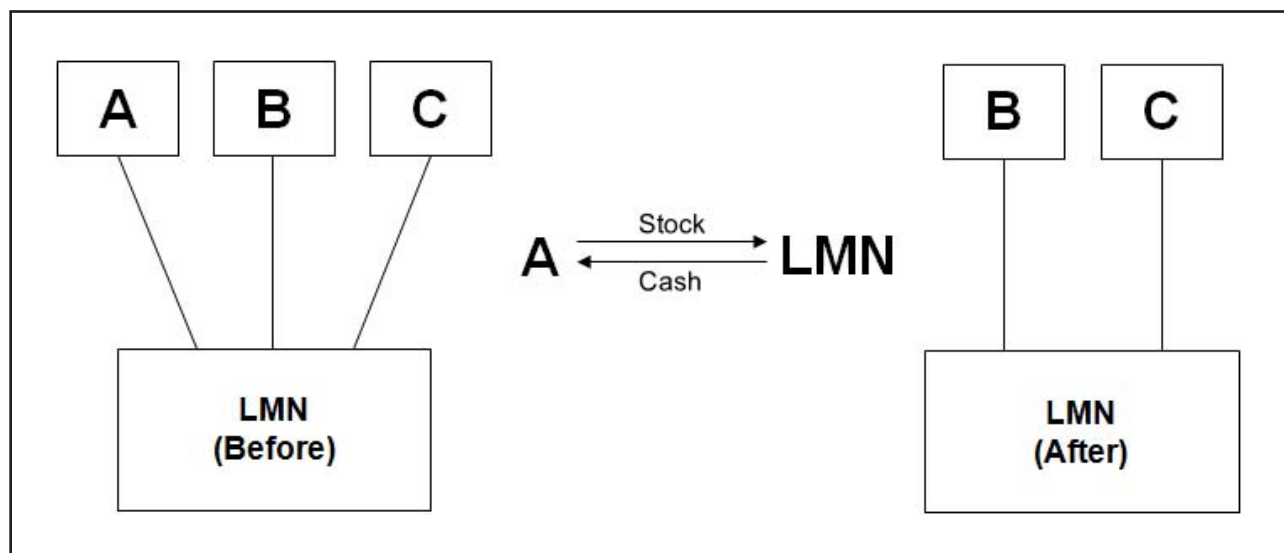 A
B
C
LMN
(Before)
A
Stock
Cash
LMN
B
C
LMN
(After)